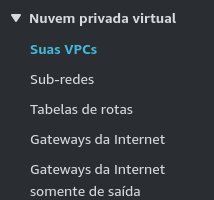 Nuvem privada virtual
Suas VPCs
Sub-redes
Tabelas de rotas
Gateways da Internet
Gateways da Internet
somente de saída